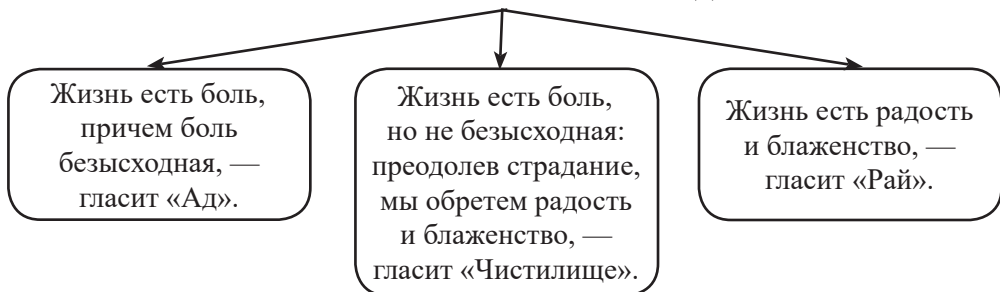 Жизнь есть боль,
причем боль
безысходная, —
гласит «Ад».
Жизнь есть боль,
но не безысходная:
преодолев страдание,
мы обретем радость
и блаженство, —
гласит «Чистилище».
Жизнь есть радость
и блаженство, —
гласит «Рай».